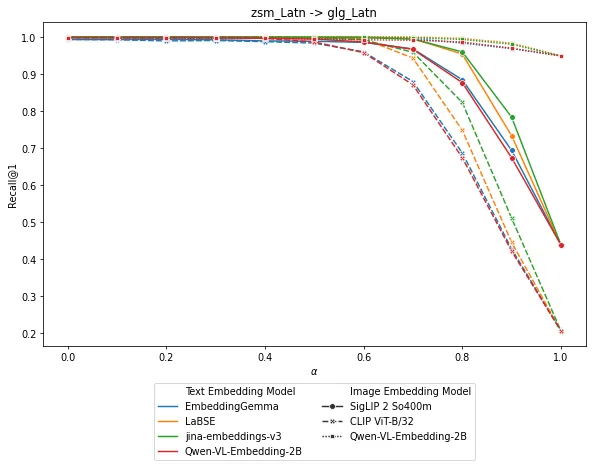 zsm_Latn -> glg_Latn
Recall@1
1.0
0.9
0.8
0.7
0.6
0.5
0.4
0.3
0.2
0.0 0.2 0.4 0.6 0.8 1.0
α
Text Embedding Model
EmbeddingGemma
LaBSE
jina-embeddings-v3
Qwen-VL-Embedding-2B
Image Embedding Model
SigLIP 2 So400m
CLIP ViT-B/32
Qwen-VL-Embedding-2B